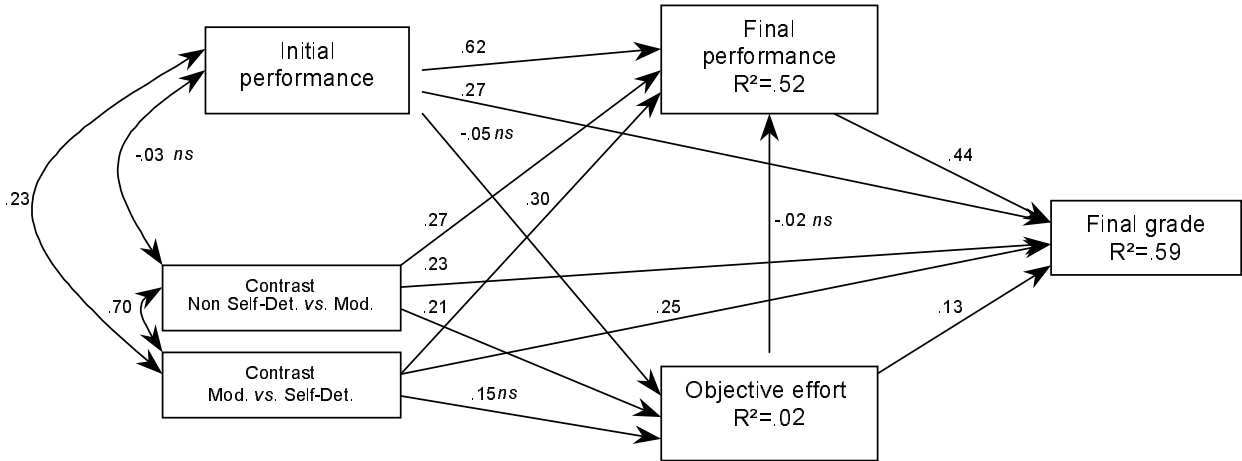 Initial
performance
Final
performance
R²=.52
.62
.27
-.05 ns
-.03 ns
.23
.44
.30
.27
-.02 ns
Final grade
R²=.59
Contrast
Non Self-Det. vs. Mod.
.23
.70
.21
.25
.13
Contrast
Mod. vs. Self-Det.
.15 ns
Objective effort
R²=.02